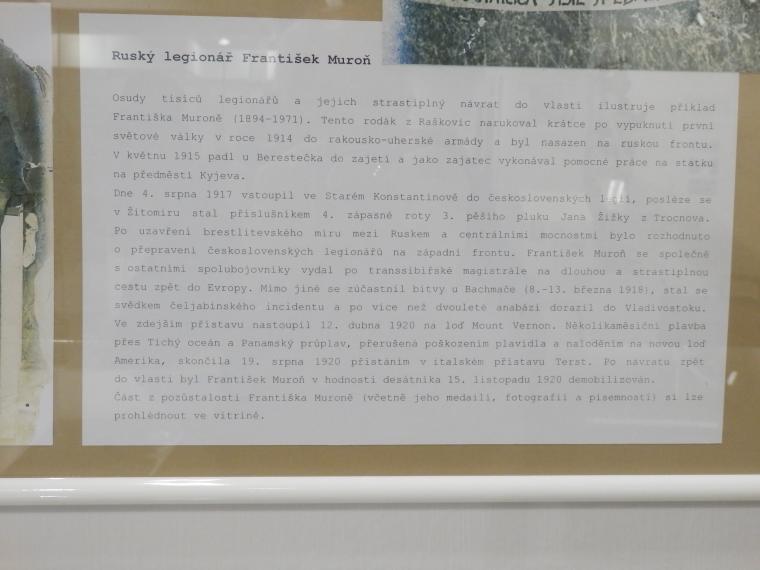 Ruský legionář František Muroň
Osudy tisíců legionářů a jejich strastiplný návrat do vlasti ilustruje příklad
Františka Muroně (1894-1971). Tento rodák z Raškovic narukoval krátce po vypuknutí první
světové války v roce 1914 do rakousko-uherské armády a byl nasazen na ruskou frontu.
V květnu 1915 padl u Berestečka do zajetí a jako zajatec vykonával pomocné práce na statku
na předměstí Kyjeva.
Dne 4. srpna 1917 vstoupil ve Starém Konstantinově do československých legií, posléze se
v Žitomiru stal příslušníkem 4. zápasné roty 3. pěšího pluku Jana Žižky z Trocnova.
Po uzavření brestlitevského míru mezi Ruskem a centrálními mocnostmi bylo rozhodnuto
o přepravení československých legionářů na západní frontu. František Muroň se společně
s ostatními spolubojovníky vydal po transsibiřské magistrále na dlouhou a strastiplnou
cestu zpět do Evropy. Mimo jiné se zúčastnil bitvy u Bachmače (8.-13. března 1918), stal se
svědkem čeljabinského incidentu a po více než dvouleté anabázi dorazil do Vladivostoku.
Ve zdejším přístavu nastoupil 12. dubna 1920 na loď Mount Vernon. Několikaměsíční plavba
přes Tichý oceán a Panamský průplav, přerušená poškozením plavidla a naloděním na novou loď
Amerika, skončila 19. srpna 1920 přistáním v italském přístavu Terst. Po návratu zpět
do vlasti byl František Muroň v hodnosti desátníka 15. listopadu 1920 demobilizován.
Část z pozůstalosti Františka Muroně (včetně jeho medailí, fotografií a písemností) si lze
prohlédnout ve vitríně.